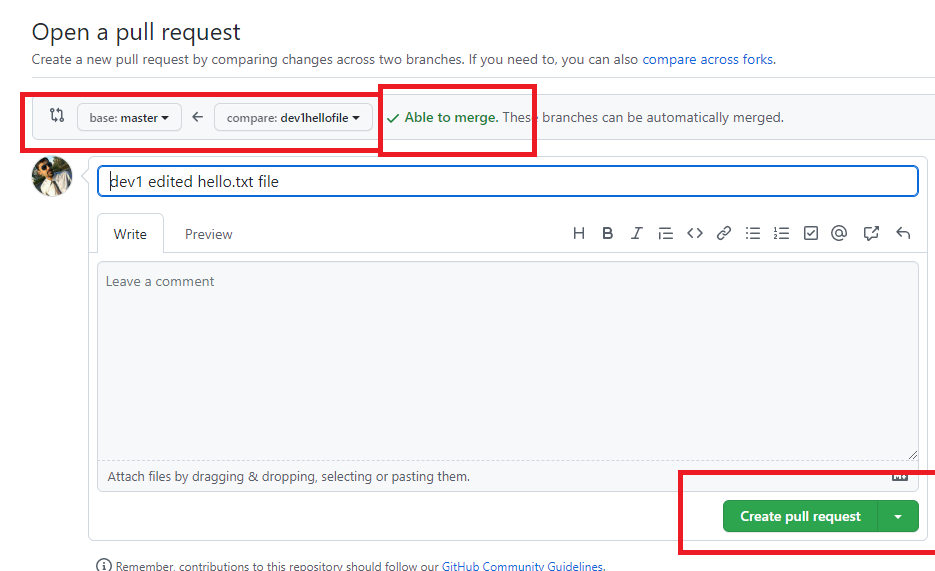 Open a pull request
Create a new pull request by comparing changes across two branches. If you need to, you can also compare across forks.
base: master ← compare: dev1hellofile ✓ Able to merge. These branches can be automatically merged.
dev1 edited hello.txt file
Write Preview H B I
Leave a comment
Attach files by dragging & dropping, selecting or pasting them.
Create pull request
Remember, contributions to this repository should follow our GitHub Community Guidelines.